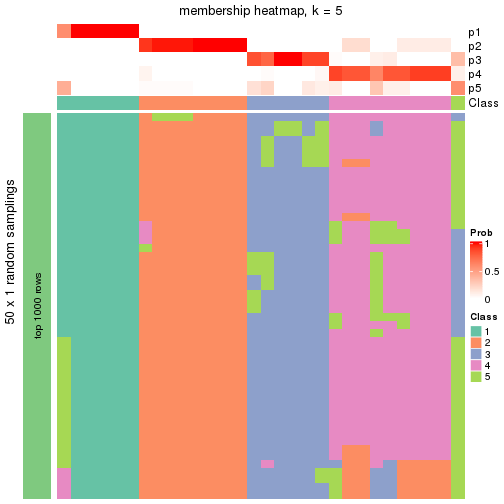 membership heatmap, k = 5
p1
p2
p3
p4
p5
Class
50 x 1 random samplings
top 1000 rows
Prob
1
0.5
0
Class
1
2
3
4
5